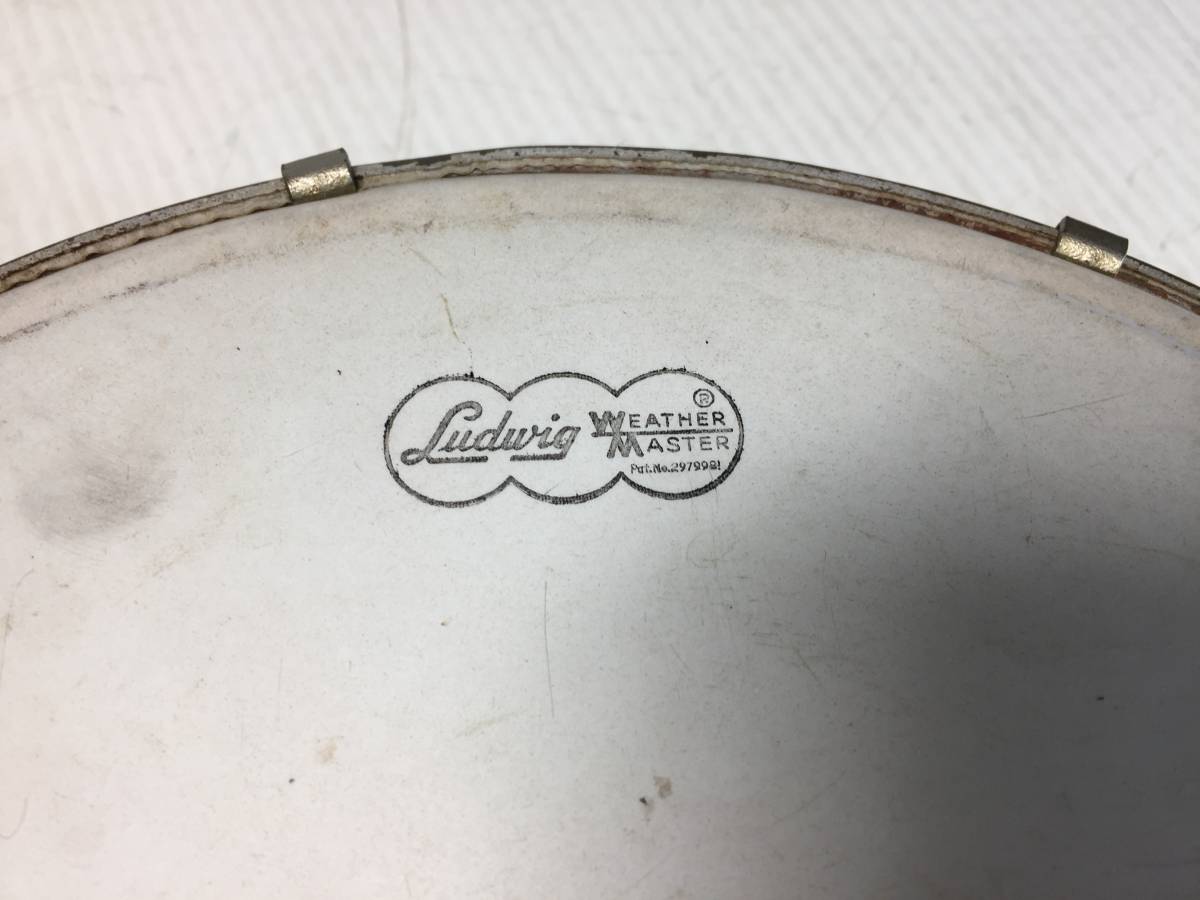 Ludwig WEATHER ®
MASTER
Pat.No.2979981